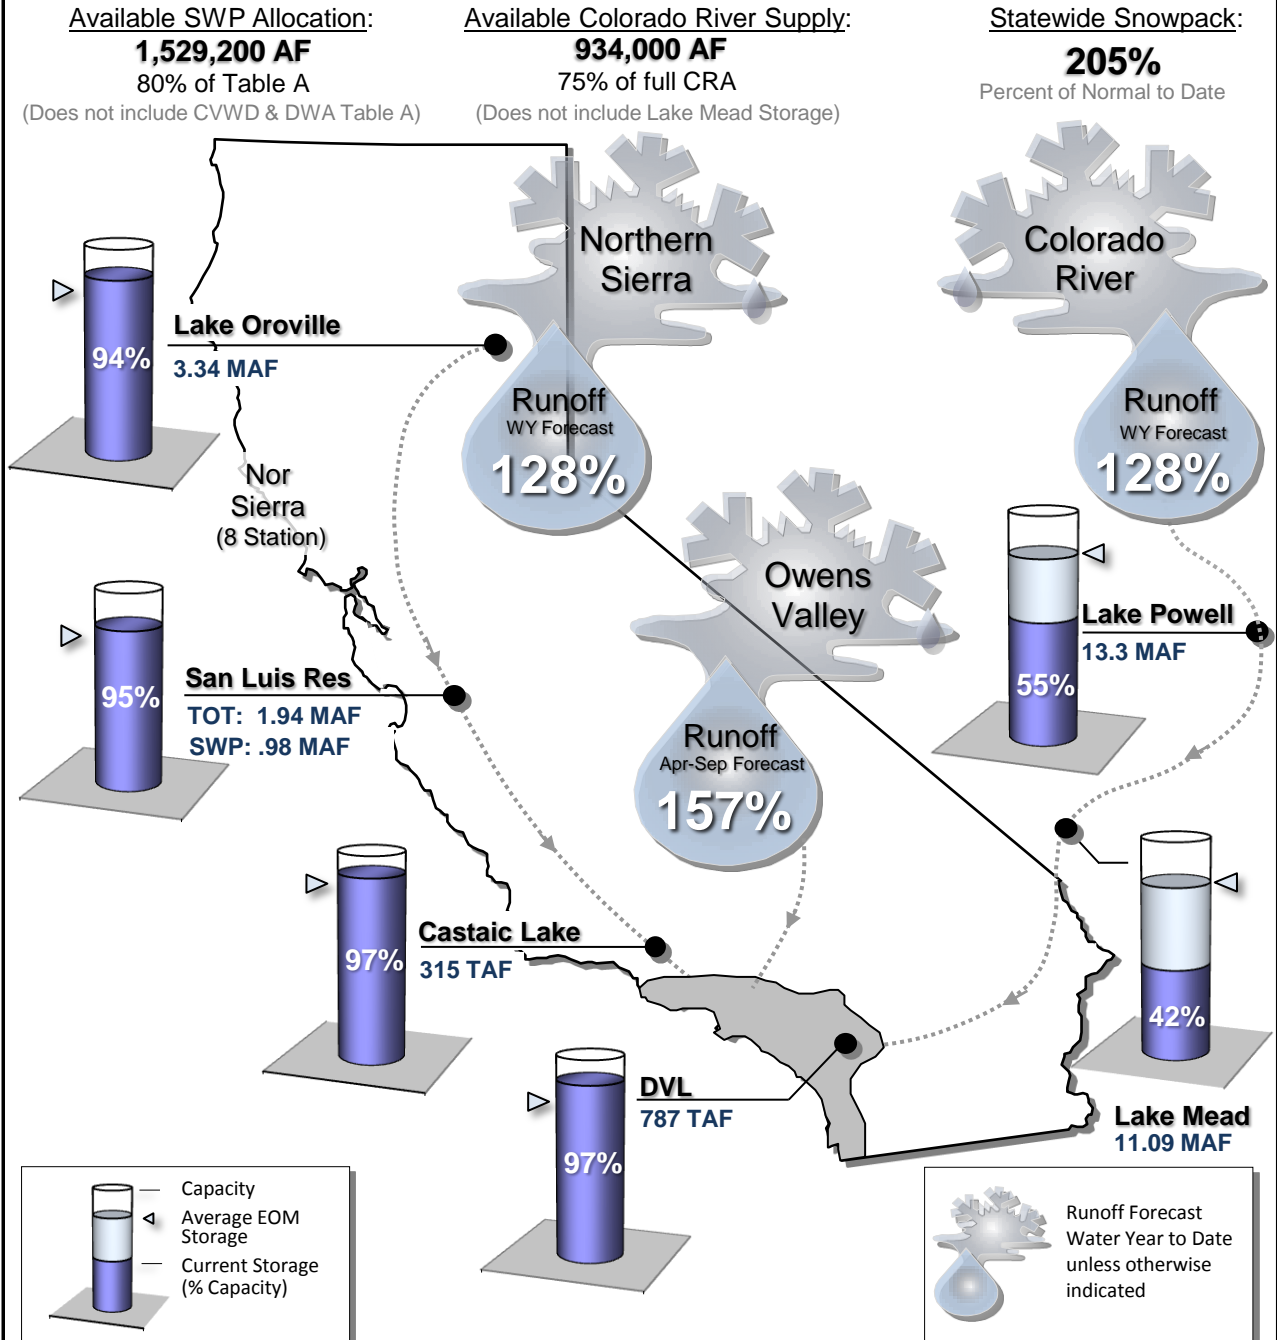 Available SWP Allocation:
1,529,200 AF
80% of Table A
(Does not include CVWD & DWA Table A)
Available Colorado River Supply:
934,000 AF
75% of full CRA
(Does not include Lake Mead Storage)
Statewide Snowpack:
205%
Percent of Normal to Date
Northern
Sierra
Runoff
WY Forecast
128%
Colorado
River
Runoff
WY Forecast
128%
94%
Lake Oroville
3.34 MAF
Nor
Sierra
(8 Station)
Owens
Valley
Runoff
Apr-Sep Forecast
157%
55%
Lake Powell
13.3 MAF
95%
San Luis Res
TOT: 1.94 MAF
SWP: .98 MAF
97%
Castaic Lake
315 TAF
42%
Lake Mead
11.09 MAF
97%
DVL
787 TAF
Capacity
Average EOM
Storage
Current Storage
(% Capacity)
Runoff Forecast
Water Year to Date
unless otherwise
indicated